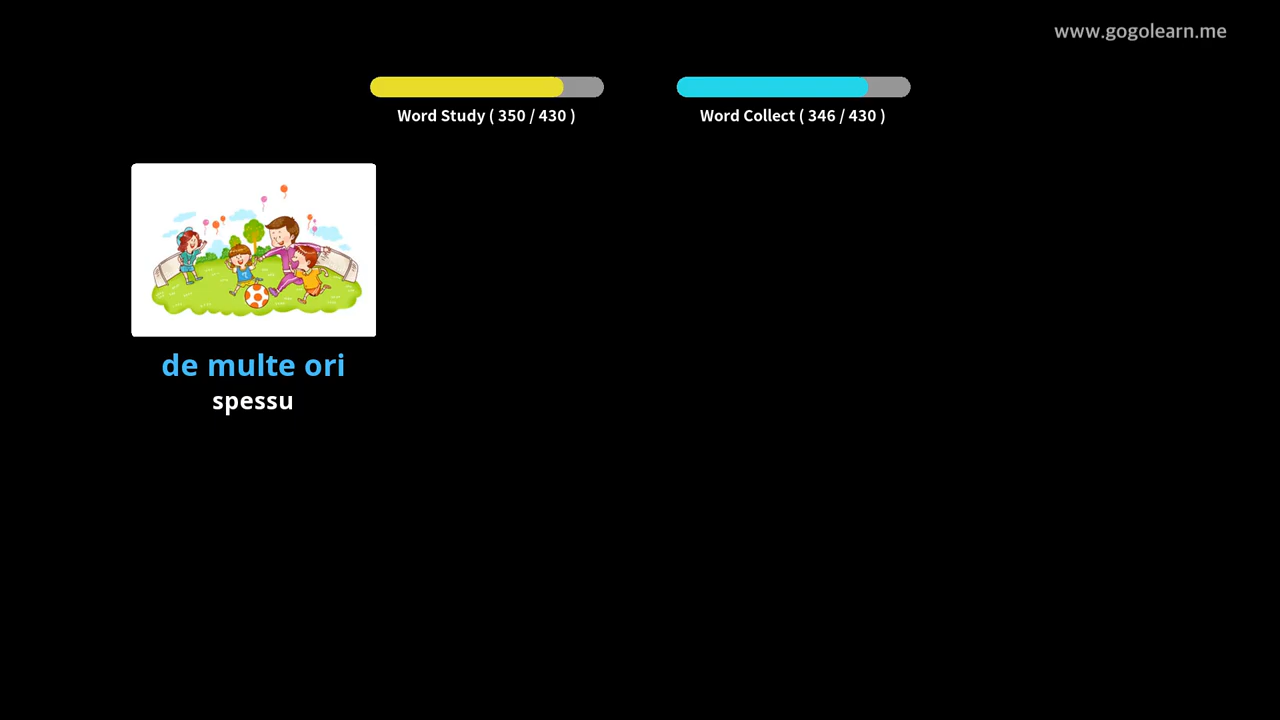 www.gogolearn.me
Word Study ( 350 / 430 )
Word Collect ( 346 / 430 )
de multe ori
spessu